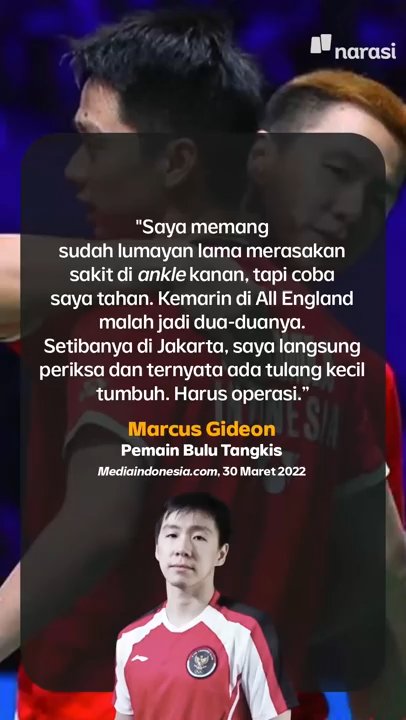 narasi
"Saya memang
sudah lumayan lama merasakan
sakit di ankle kanan, tapi coba
saya tahan. Kemarin di All England
malah jadi dua-duanya.
Setibanya di Jakarta, saya langsung
periksa dan ternyata ada tulang kecil
tumbuh. Harus operasi.”
Marcus Gideon
Pemain Bulu Tangkis
Mediaindonesia.com, 30 Maret 2022